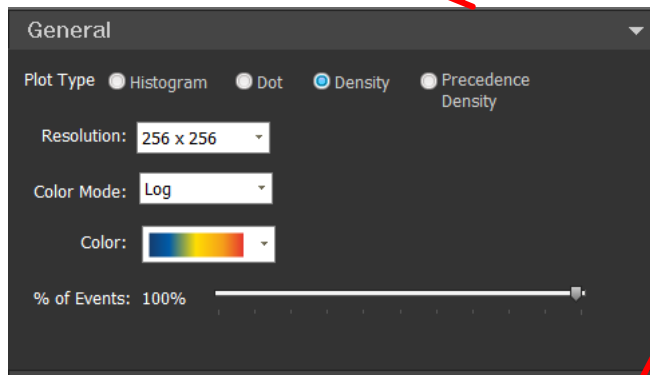 General
Plot Type Histogram Dot Density Precedence Density
Resolution: 256 x 256
Color Mode: Log
Color:
% of Events: 100%